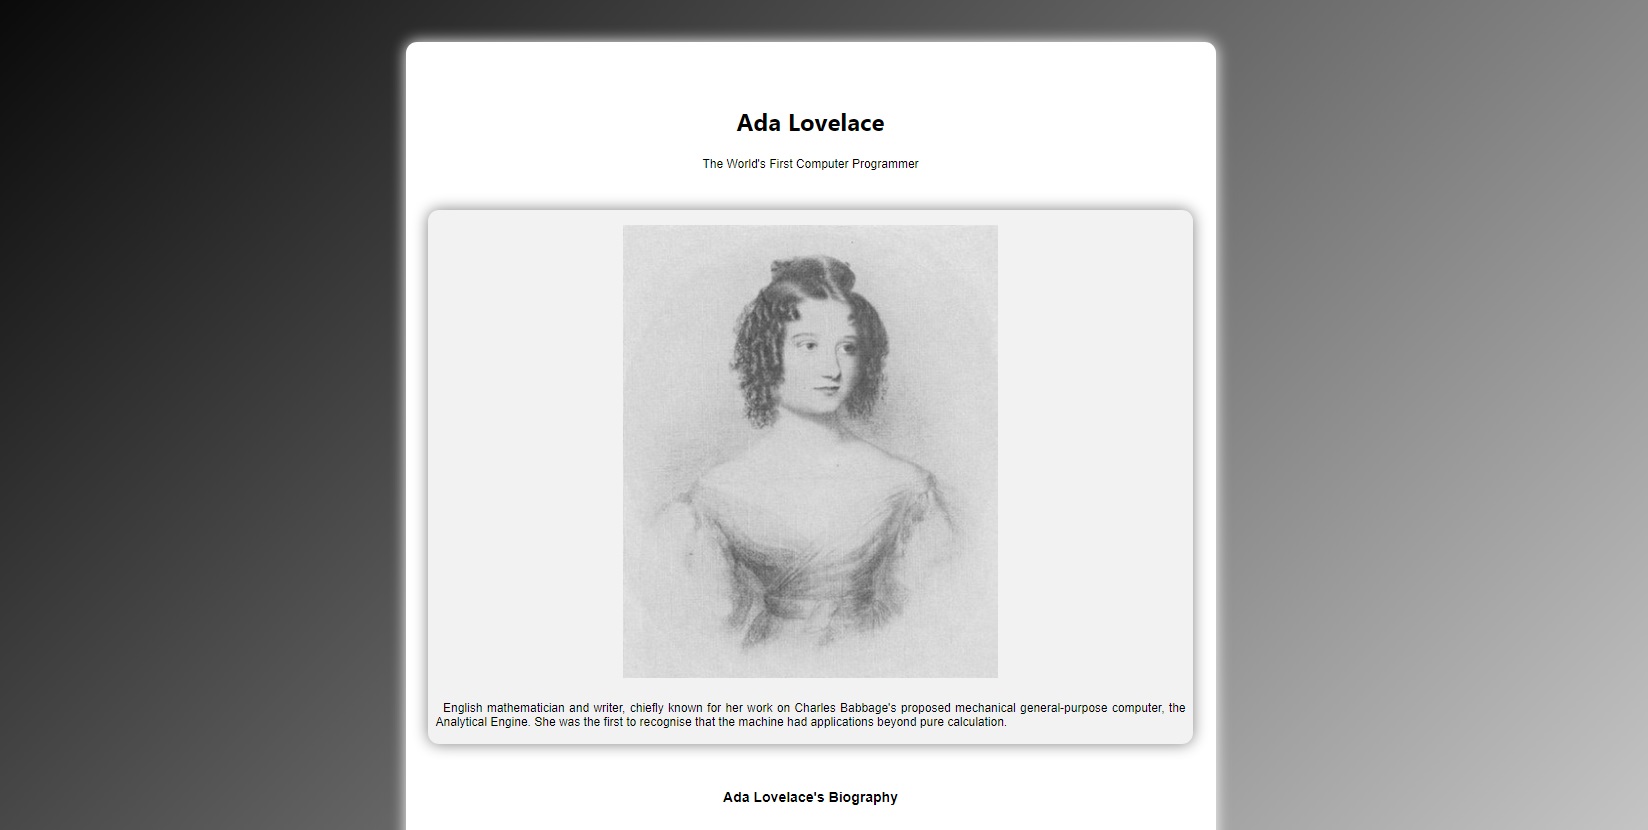 Ada Lovelace
The World's First Computer Programmer
English mathematician and writer, chiefly known for her work on Charles Babbage's proposed mechanical general-purpose computer, the
Analytical Engine. She was the first to recognise that the machine had applications beyond pure calculation.
Ada Lovelace's Biography